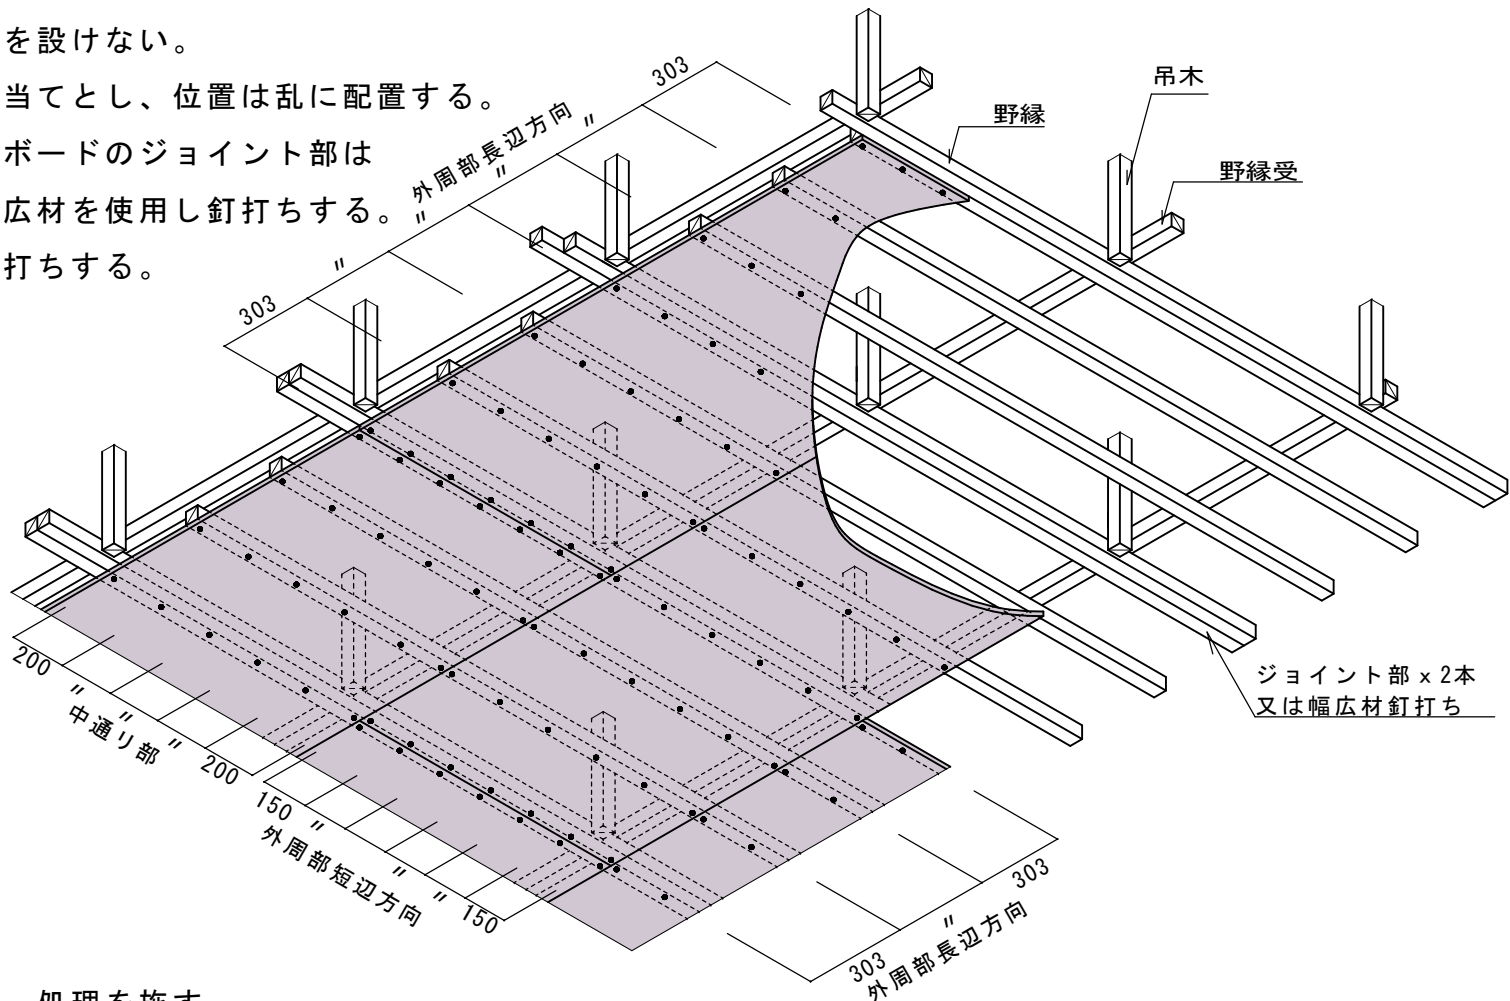 を設けない。
当てとし、位置は乱に配置する。
ボードのジョイント部は
広材を使用し釘打ちする。
打ちする。
303
〃
外周部長辺方向
〃
〃
〃
303
吊木
野縁
野縁受
ジョイント部x2本
又は幅広材釘打ち
200
〃
〃
〃
200
中通り部
150
〃
〃
〃
150
外周部短辺方向
303
〃
303
外周部長辺方向
処理を施す